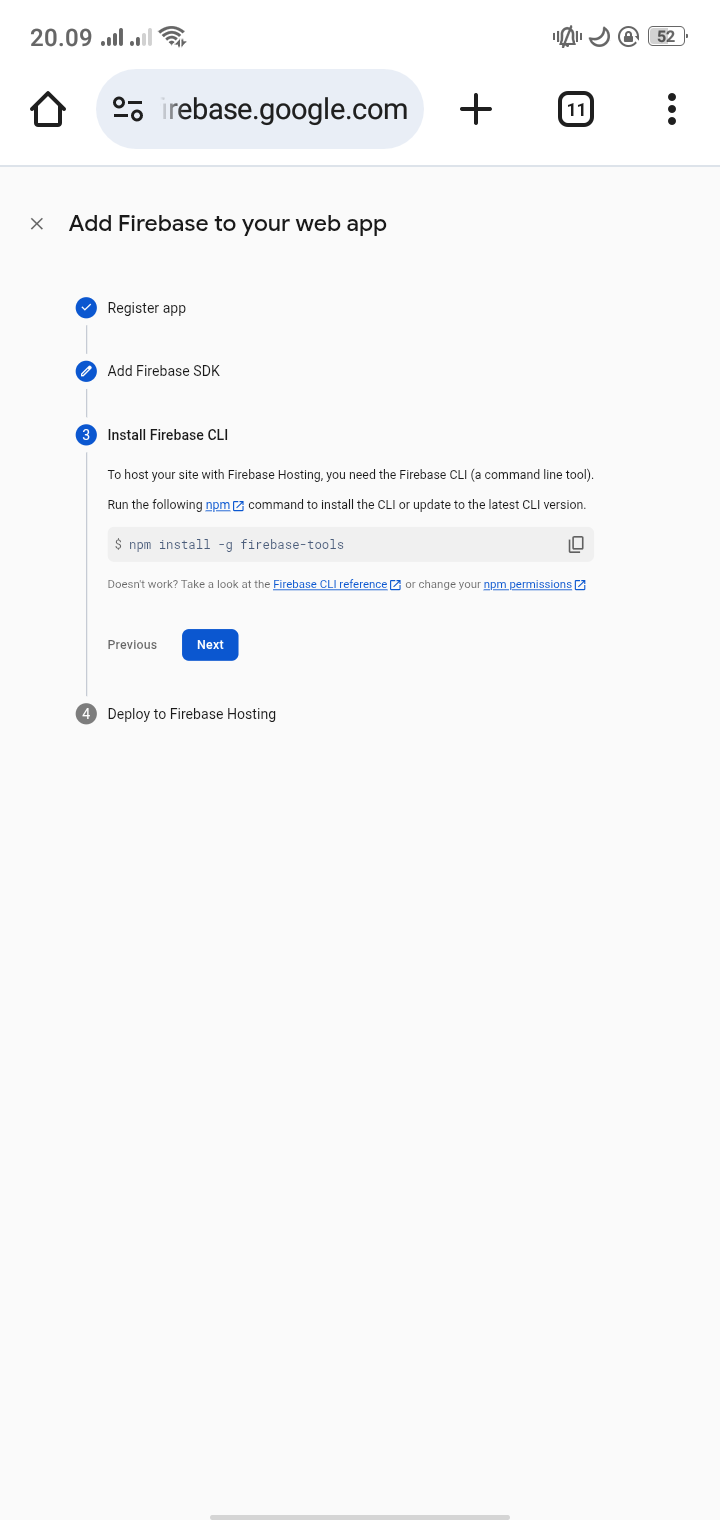 20.09
52
irebase.google.com
11
Add Firebase to your web app
Register app
Add Firebase SDK
3 Install Firebase CLI
To host your site with Firebase Hosting, you need the Firebase CLI (a command line tool).
Run the following npm command to install the CLI or update to the latest CLI version.
$ npm install -g firebase-tools
Doesn't work? Take a look at the Firebase CLI reference or change your npm permissions
Previous Next
4 Deploy to Firebase Hosting